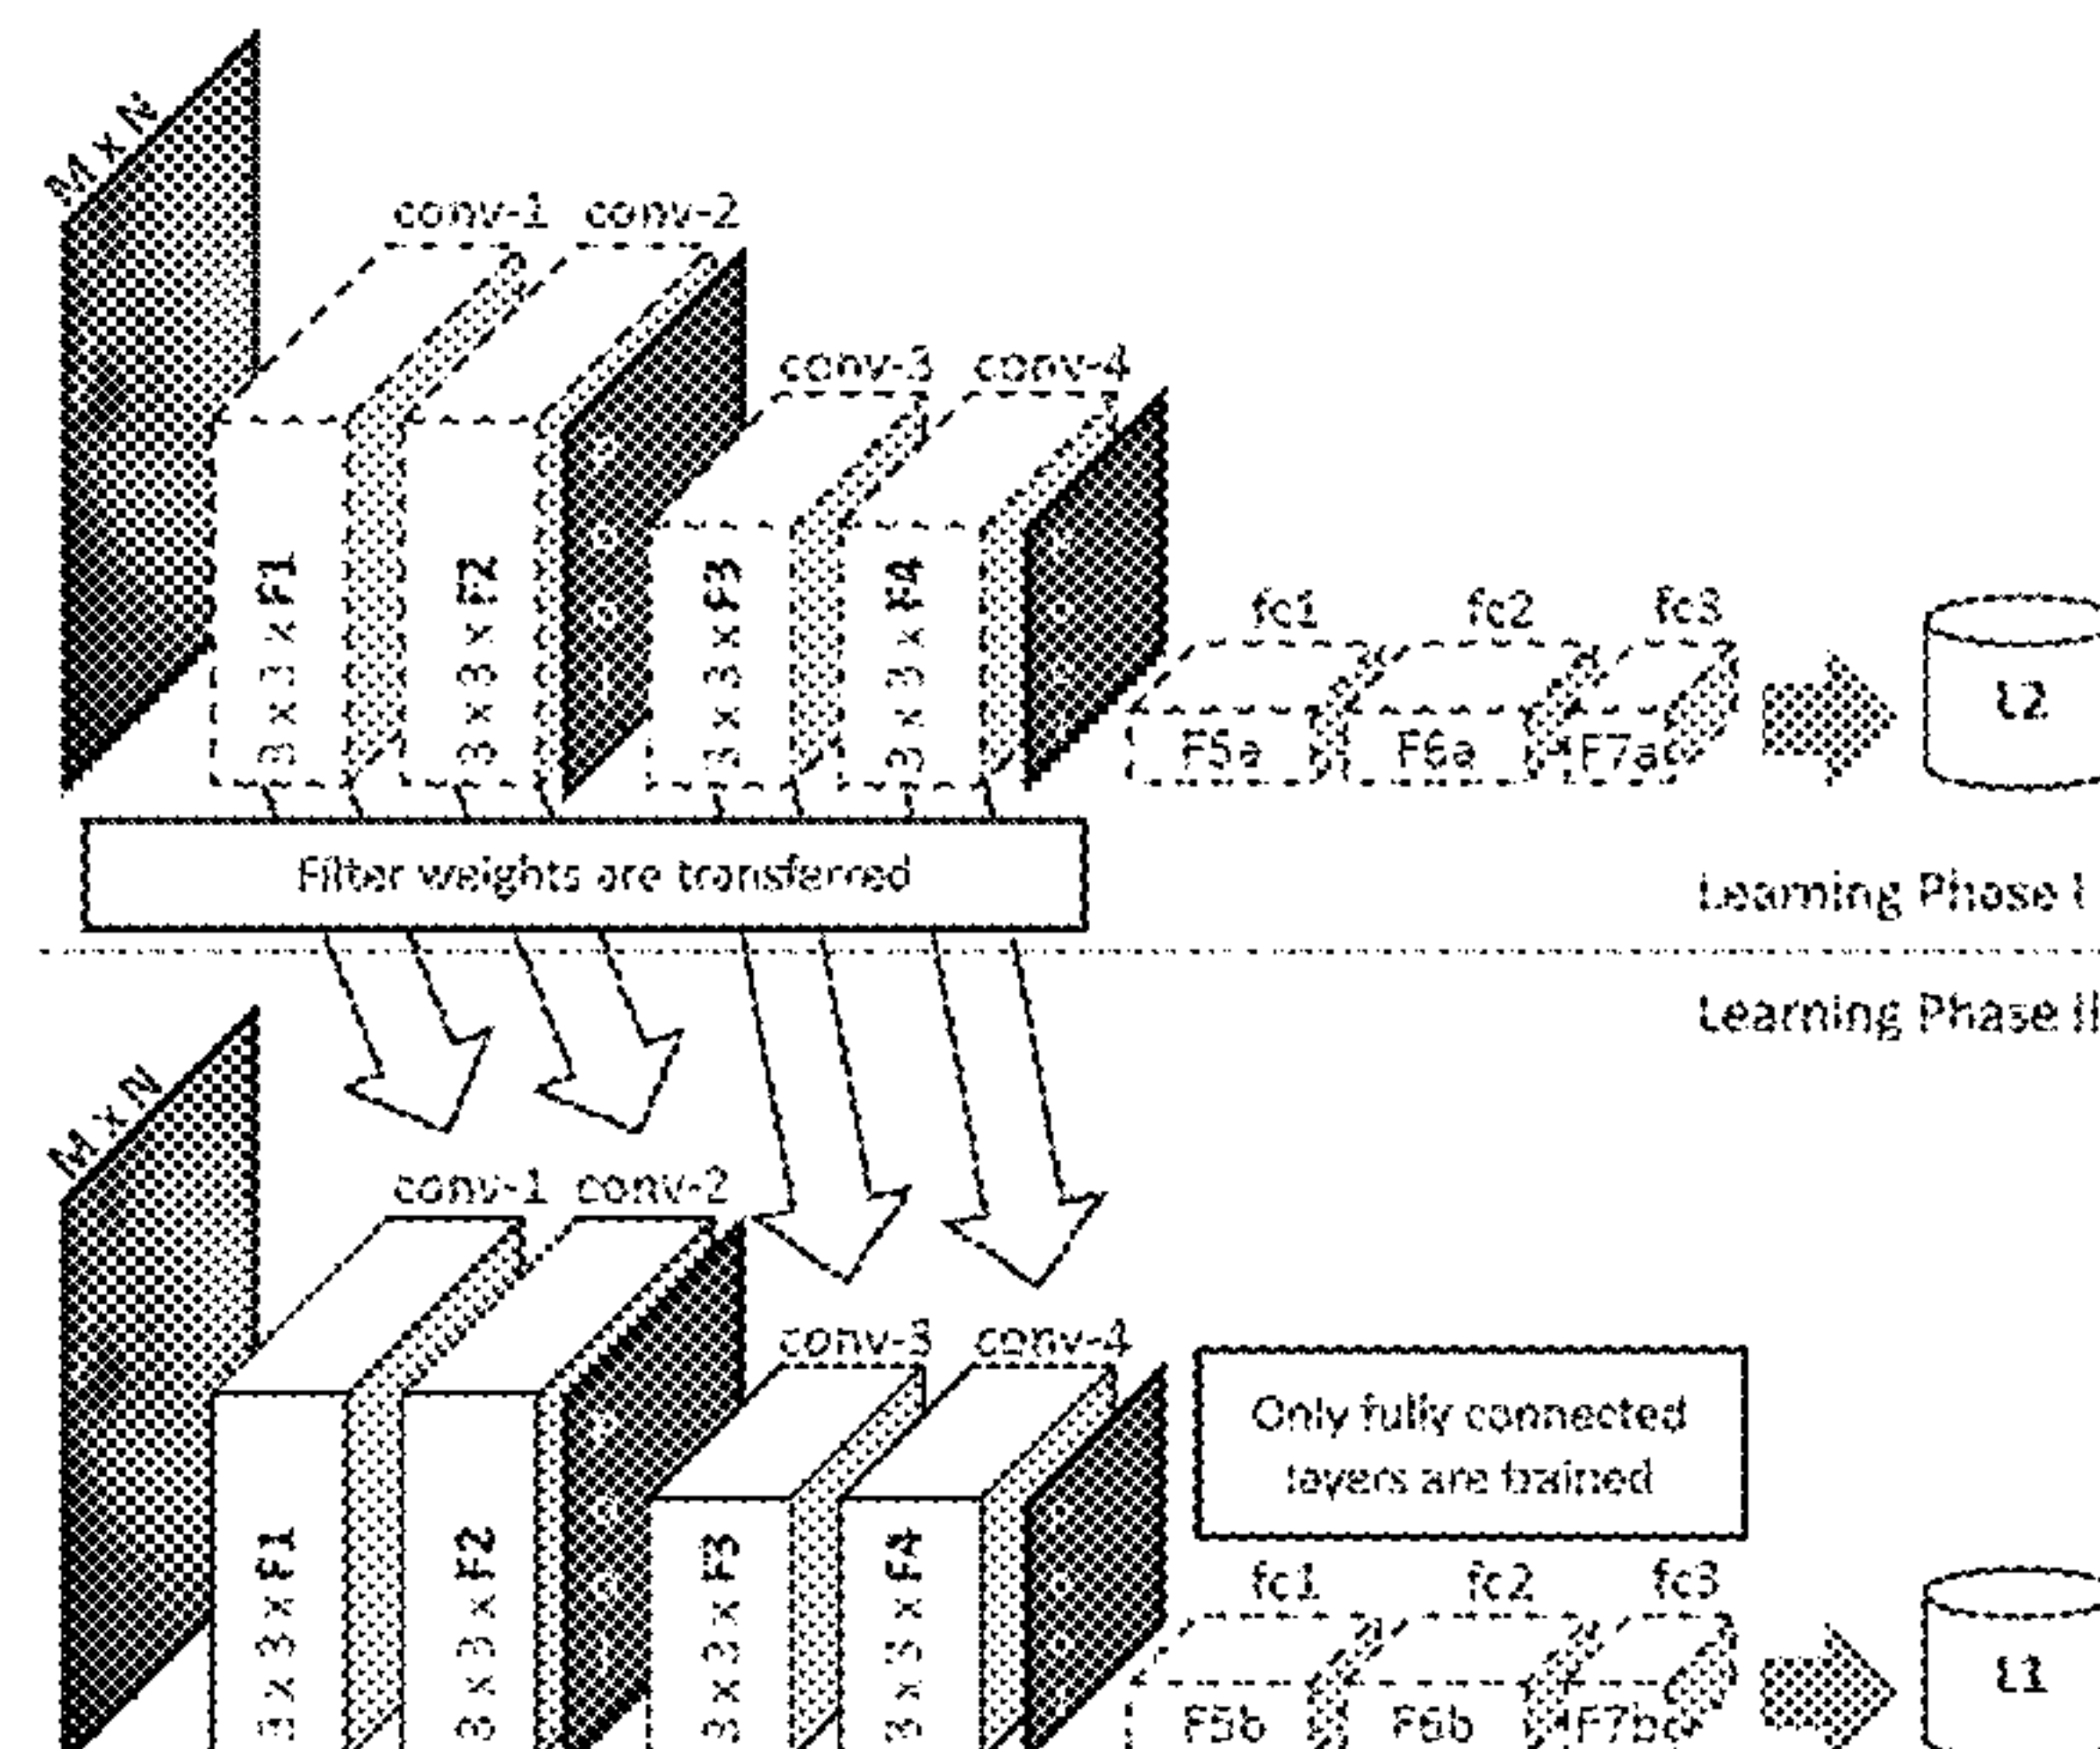 M x N
conv-1 conv-2
conv-3 conv-4
3 x 3 x F1
3 x 3 x F2
3 x 3 x F3
3 x 3 x F4
fc1 fc2 fc3
F5a F6a F7a
L2
Filter weights are transferred
Learning Phase I
Learning Phase II
M x N
conv-1 conv-2
conv-3 conv-4
Only fully connected
layers are trained
3 x 3 x F1
3 x 3 x F2
3 x 3 x F3
3 x 3 x F4
fc1 fc2 fc3
F5b F6b F7b
L1